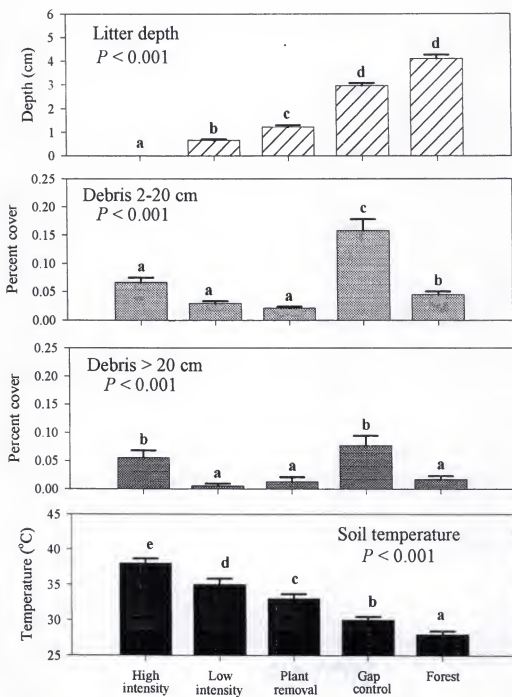 6
5
4
3
2
1
0
Depth (cm)
Litter depth
P < 0.001
a
b
c
d
d
0.25
0.20
0.15
0.10
0.05
0.00
Percent cover
Debris 2-20 cm
P < 0.001
a
a
a
c
b
0.25
0.20
0.15
0.10
0.05
0.00
Percent cover
Debris > 20 cm
P < 0.001
b
a
a
b
a
45
40
35
30
25
Temperature (°C)
Soil temperature
P < 0.001
e
d
c
b
a
High Low Plant Gap Forest
intensity intensity removal control